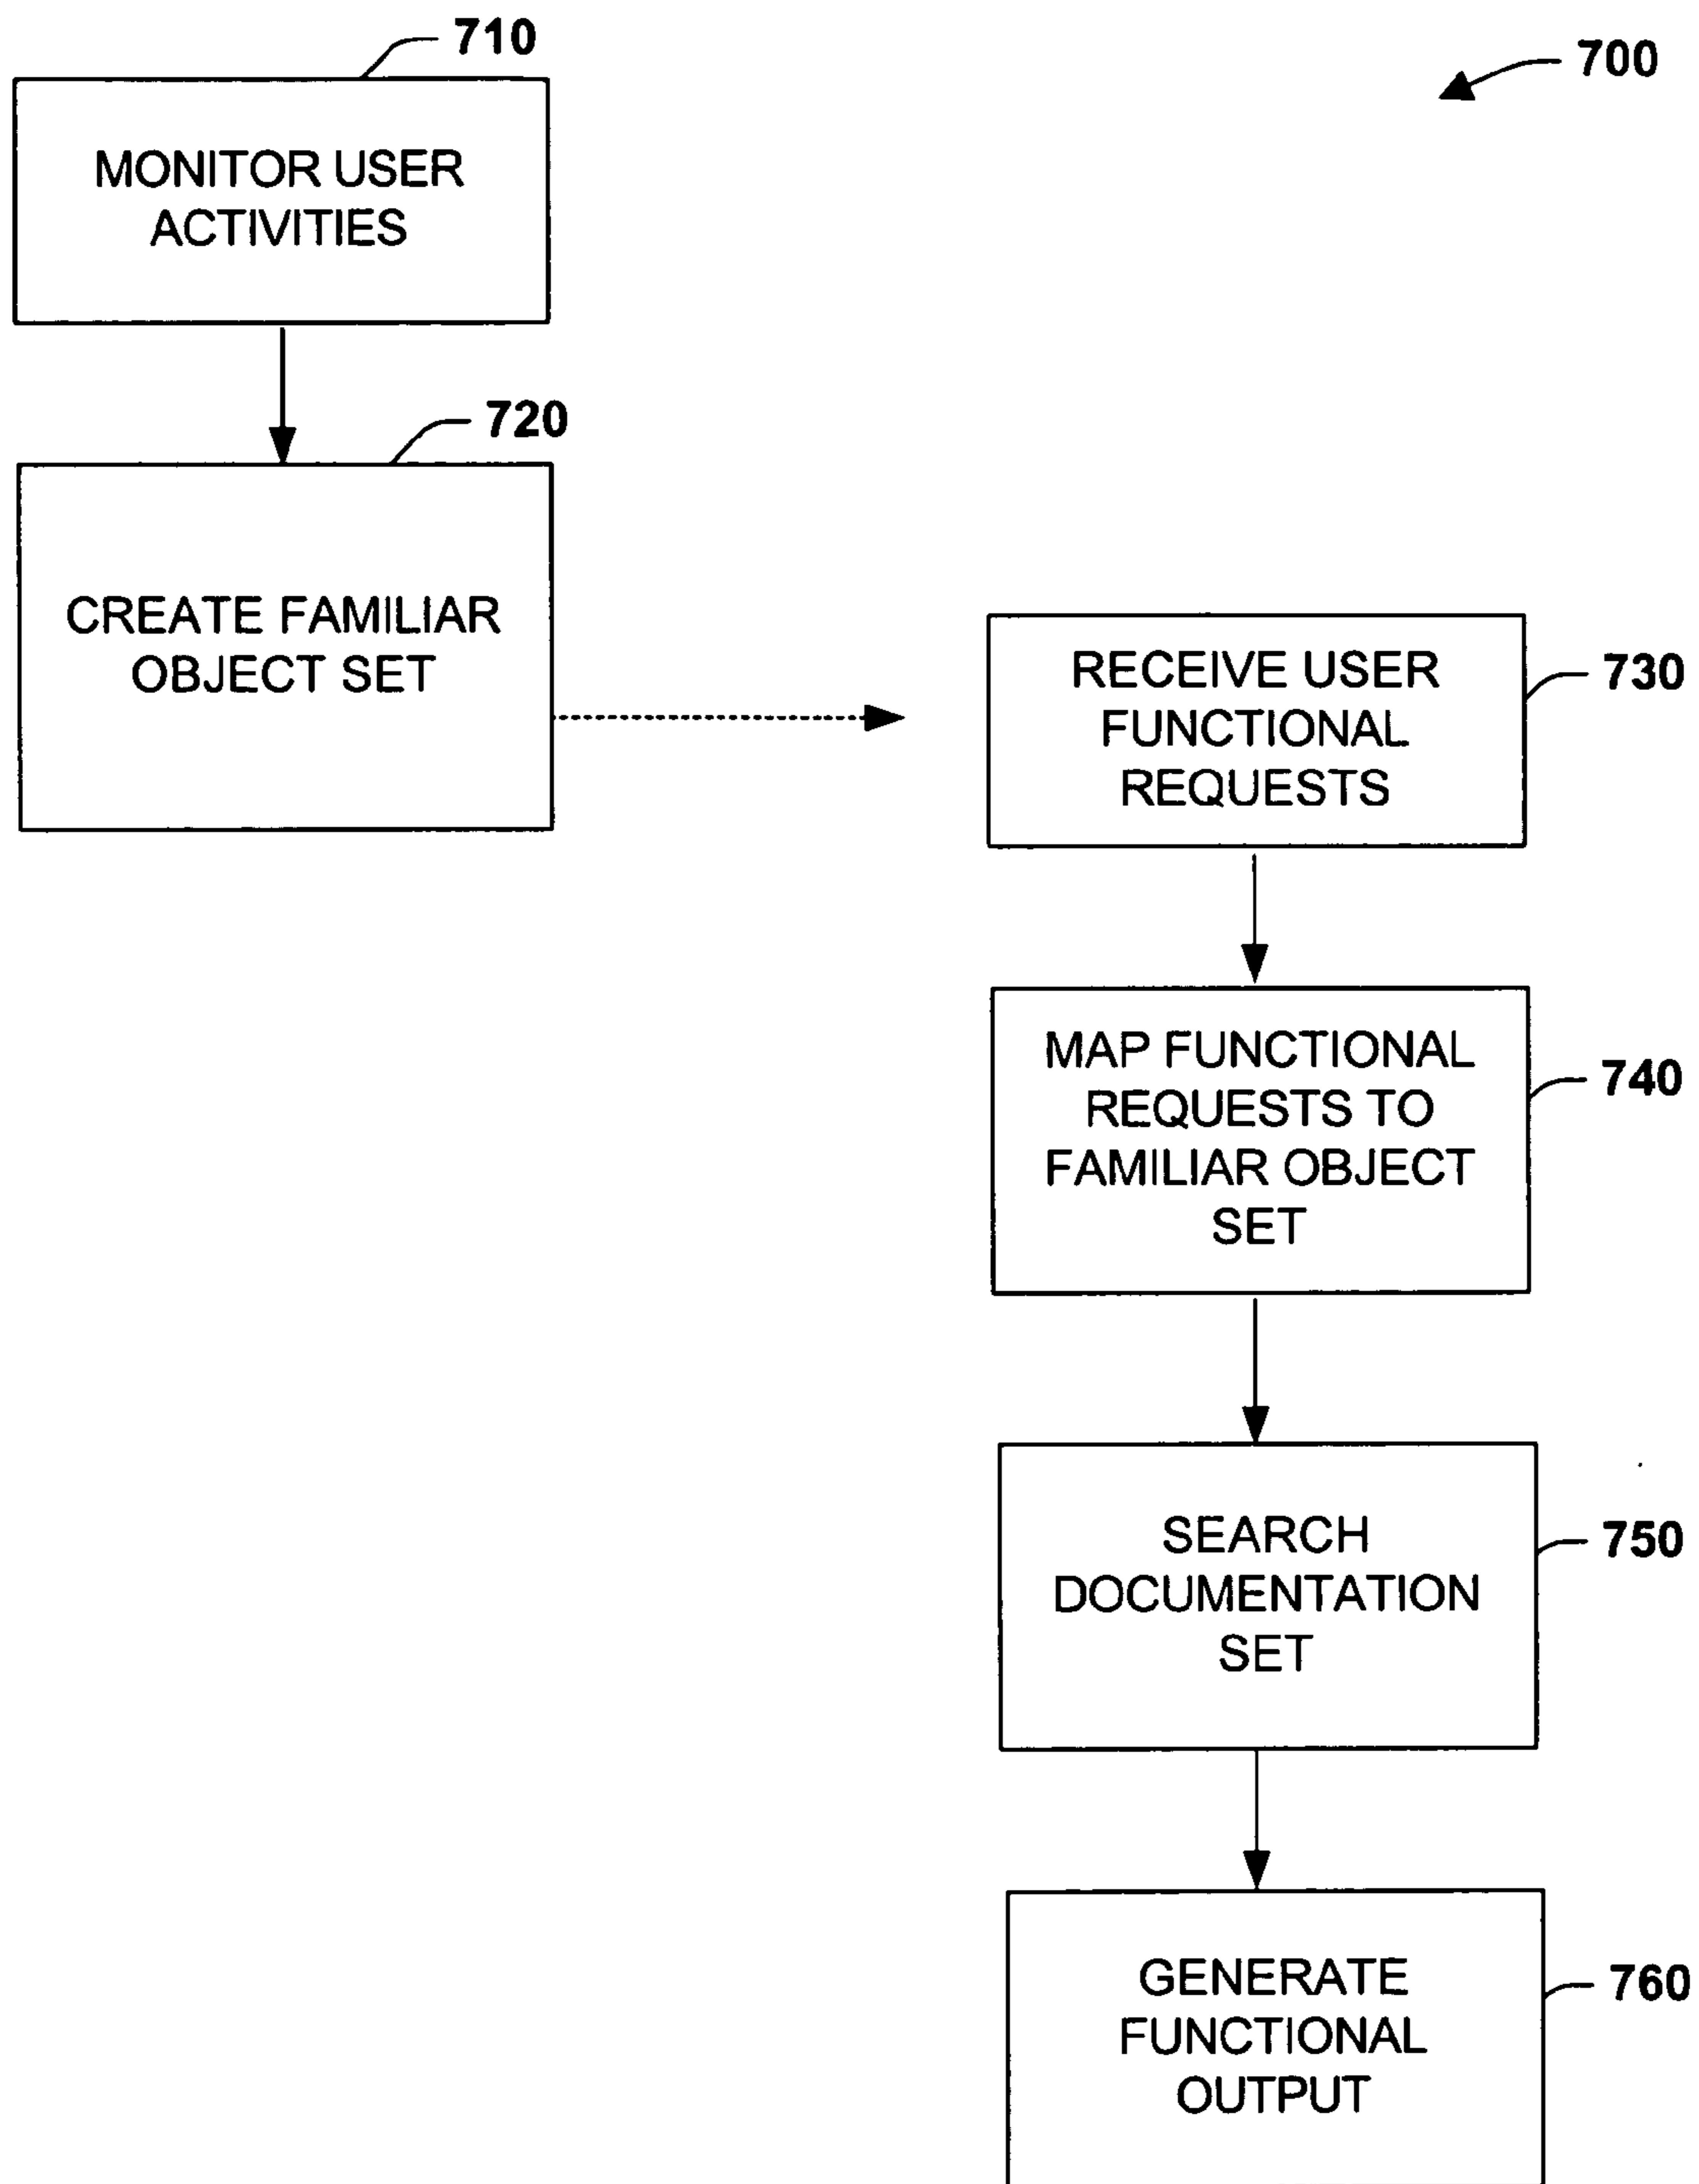 710
700
MONITOR USER
ACTIVITIES
720
CREATE FAMILIAR
OBJECT SET
RECEIVE USER
FUNCTIONAL
REQUESTS
730
MAP FUNCTIONAL
REQUESTS TO
FAMILIAR OBJECT
SET
740
SEARCH
DOCUMENTATION
SET
750
GENERATE
FUNCTIONAL
OUTPUT
760